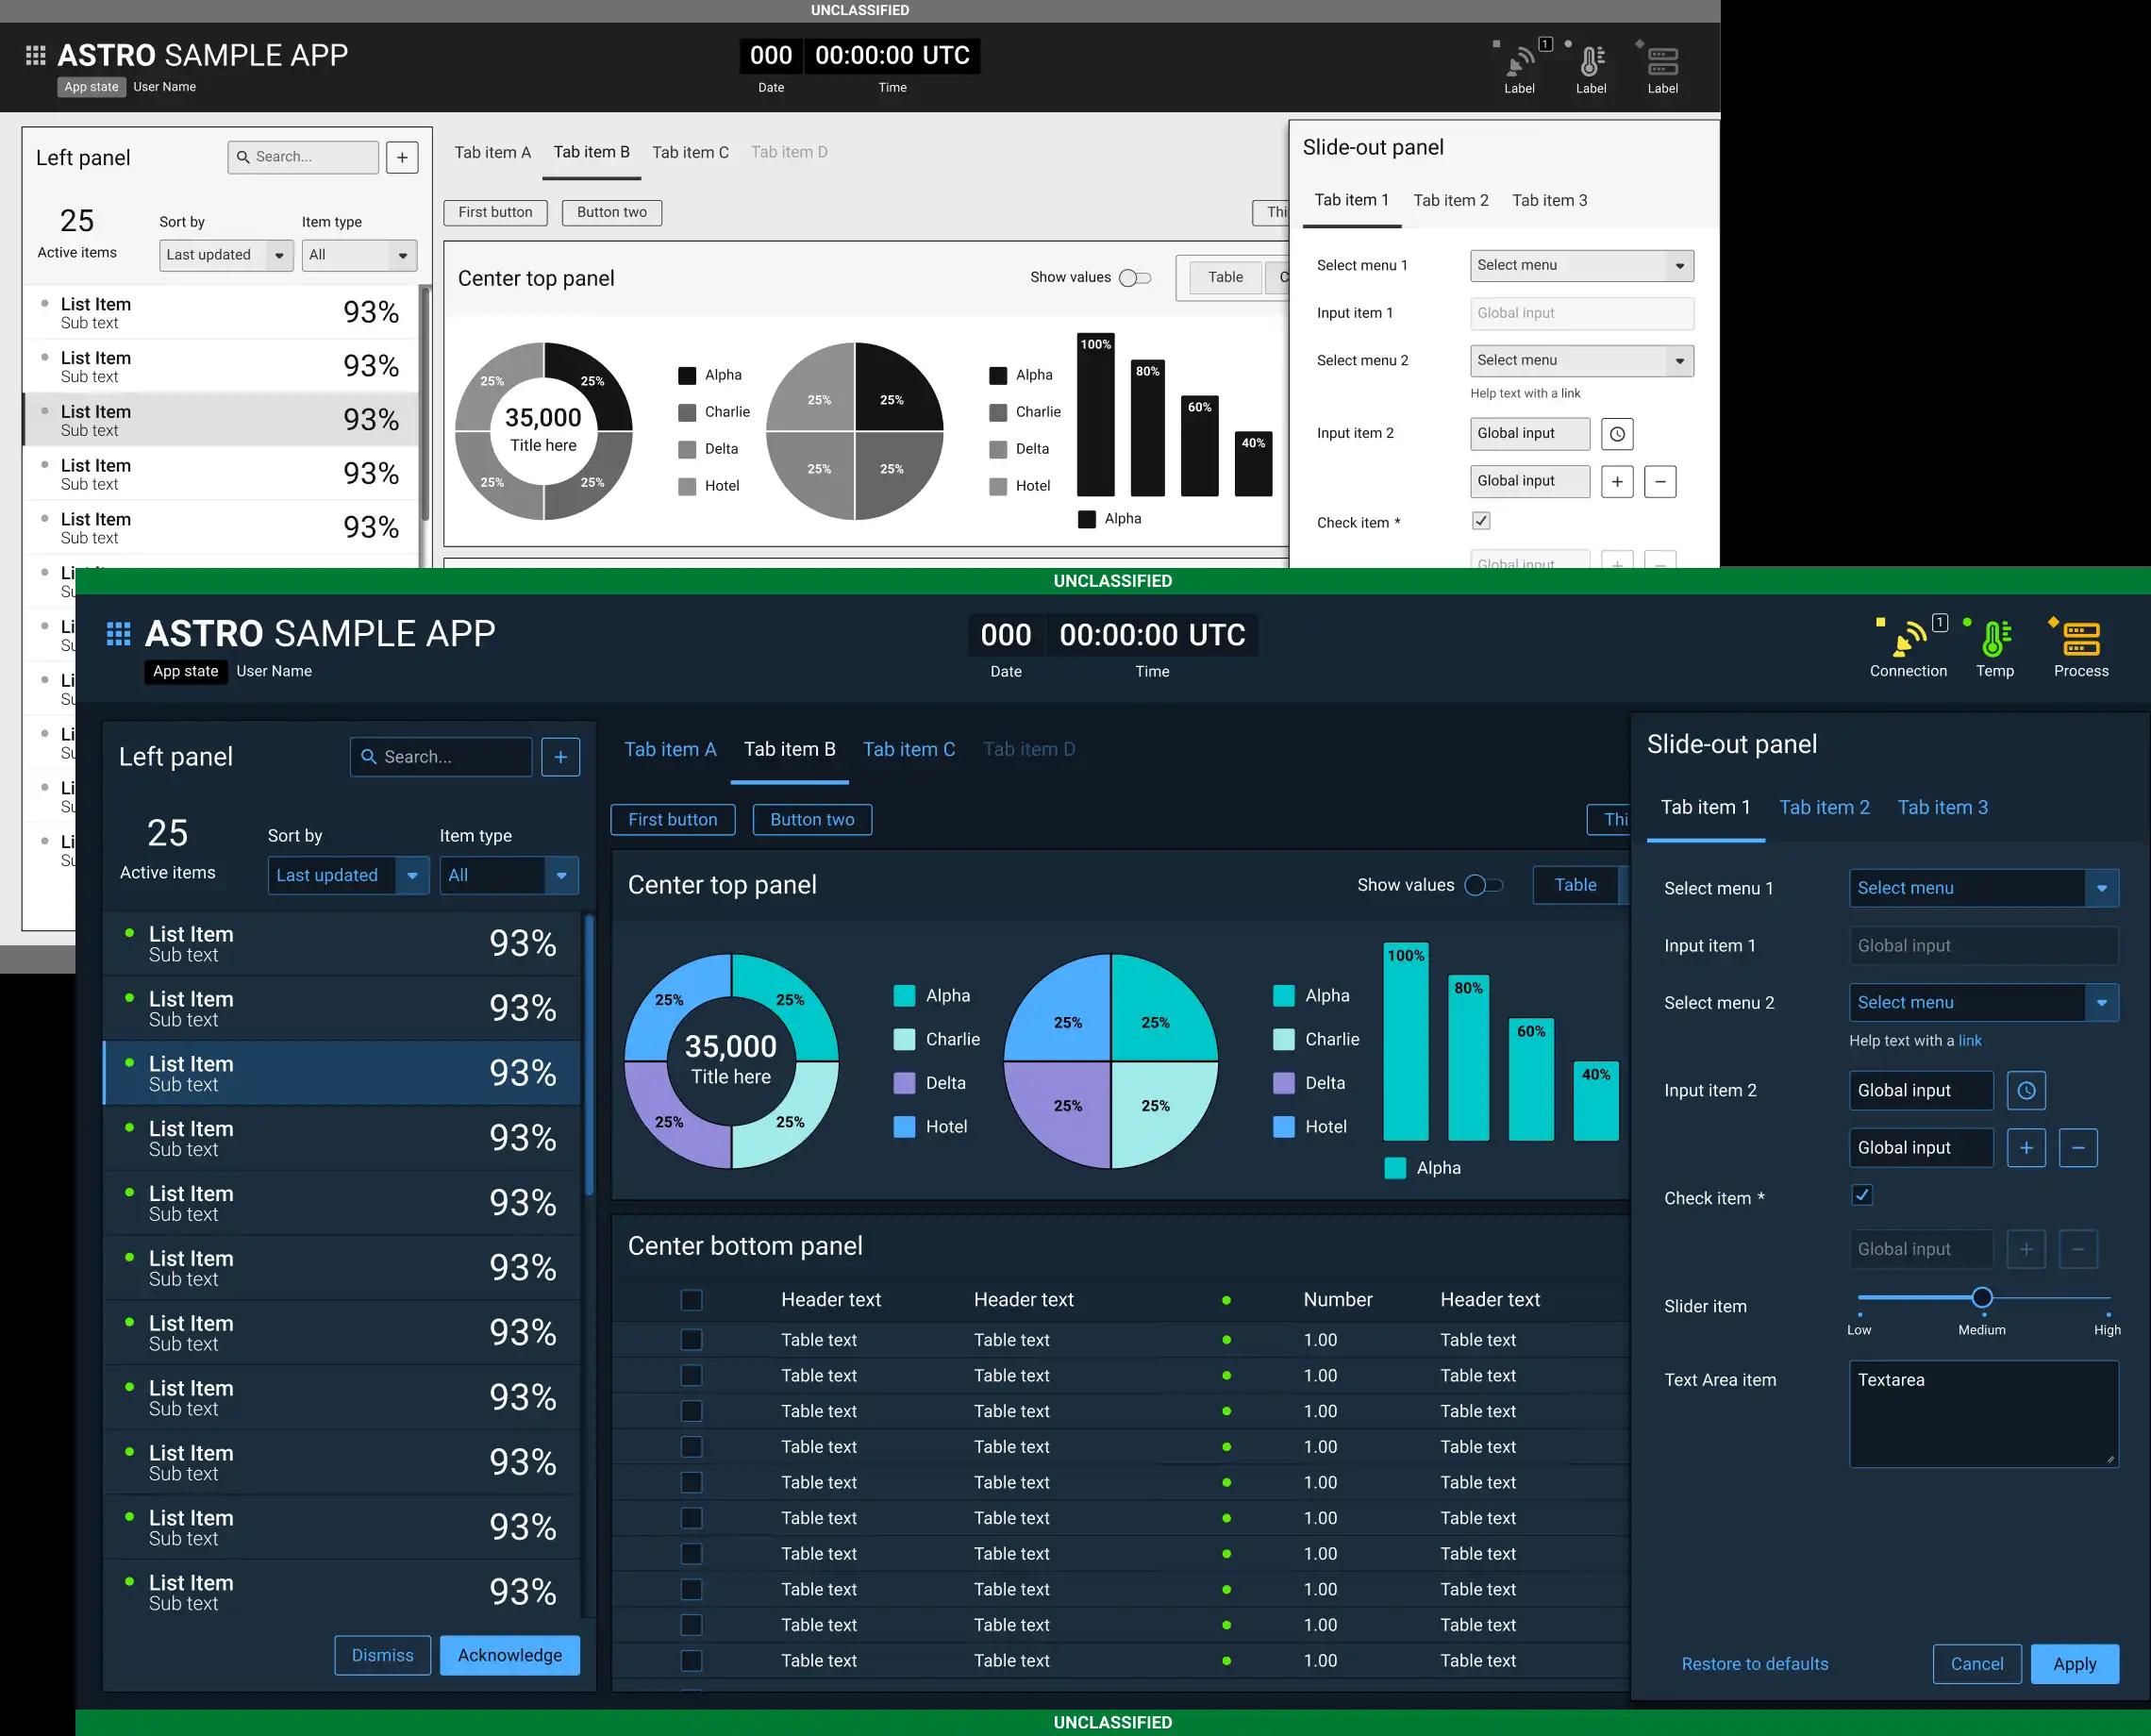 UNCLASSIFIED
ASTRO SAMPLE APP
App state User Name
000 00:00:00 UTC
Date Time
1
Label Label Label
Left panel
Search...
25
Active items
Sort by Item type
Last updated All
List Item
Sub text
93%
List Item
Sub text
93%
List Item
Sub text
93%
List Item
Sub text
93%
List Item
Sub text
93%
Tab item A Tab item B Tab item C Tab item D
First button Button two Thi
Center top panel
Show values Table C
25% 25%
35,000
Title here
25% 25%
Alpha
Charlie
Delta
Hotel
25% 25%
25% 25%
Alpha
Charlie
Delta
Hotel
100% 80% 60% 40%
Alpha
Slide-out panel
Tab item 1 Tab item 2 Tab item 3
Select menu 1 Select menu
Input item 1 Global input
Select menu 2 Select menu
Help text with a link
Input item 2 Global input
Global input
Check item *
Global input
UNCLASSIFIED
ASTRO SAMPLE APP
App state User Name
000 00:00:00 UTC
Date Time
1
Connection Temp Process
Left panel
Search...
25
Active items
Sort by Item type
Last updated All
List Item
Sub text
93%
List Item
Sub text
93%
List Item
Sub text
93%
List Item
Sub text
93%
List Item
Sub text
93%
List Item
Sub text
93%
List Item
Sub text
93%
List Item
Sub text
93%
List Item
Sub text
93%
List Item
Sub text
93%
List Item
Sub text
93%
Dismiss Acknowledge
Tab item A Tab item B Tab item C Tab item D
First button Button two Thi
Center top panel
Show values Table
25% 25%
35,000
Title here
25% 25%
Alpha
Charlie
Delta
Hotel
25% 25%
25% 25%
Alpha
Charlie
Delta
Hotel
100% 80% 60% 40%
Alpha
Center bottom panel
Header text Header text Number Header text
Table text Table text 1.00 Table text
Table text Table text 1.00 Table text
Table text Table text 1.00 Table text
Table text Table text 1.00 Table text
Table text Table text 1.00 Table text
Table text Table text 1.00 Table text
Table text Table text 1.00 Table text
Table text Table text 1.00 Table text
Table text Table text 1.00 Table text
Table text Table text 1.00 Table text
Slide-out panel
Tab item 1 Tab item 2 Tab item 3
Select menu 1 Select menu
Input item 1 Global input
Select menu 2 Select menu
Help text with a link
Input item 2 Global input
Global input
Check item *
Global input
Slider item
Low Medium High
Text Area item Textarea
Restore to defaults Cancel Apply
UNCLASSIFIED